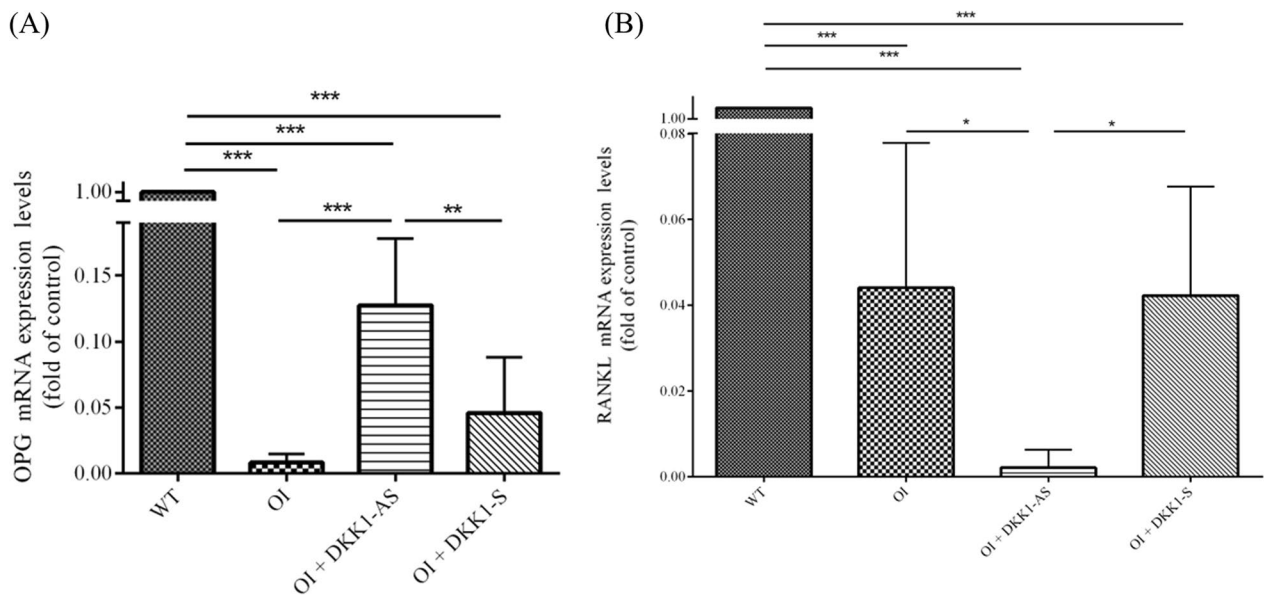 (A)
***
***
***
***
**
OPG mRNA expression levels
(fold of control)
1.00
0.15
0.10
0.05
0.00
WT
OI
OI + DKK1-AS
OI + DKK1-S
(B)
***
***
***
*
*
RANKL mRNA expression levels
(fold of control)
1.00
0.08
0.06
0.04
0.02
0.00
WT
OI
OI + DKK1-AS
OI + DKK1-S